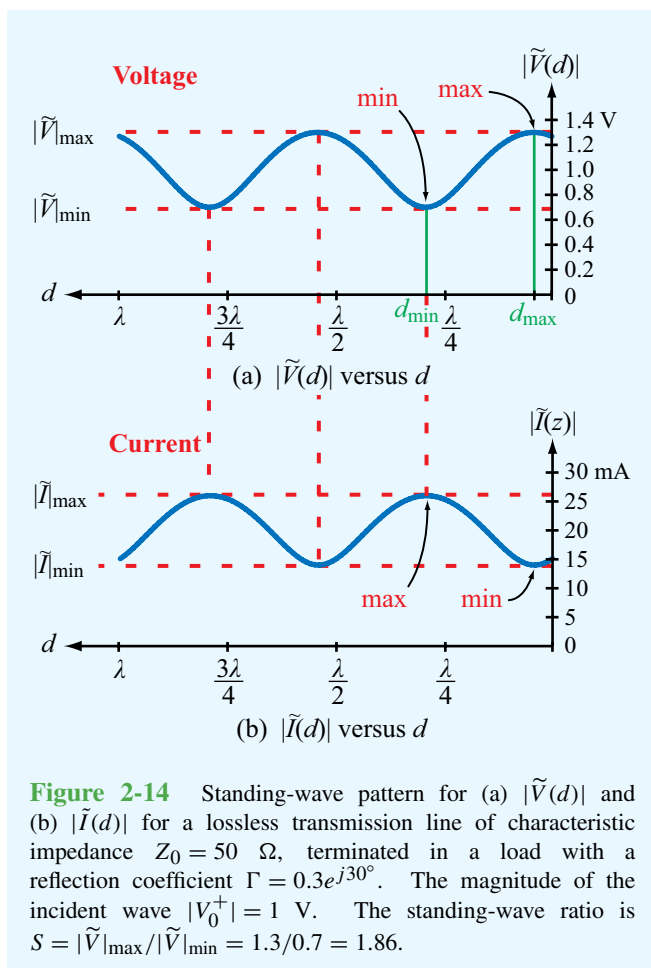 Voltage
|Ṽ(d)|
min
max
|Ṽ|max
1.4 V
1.2
1.0
|Ṽ|min
0.8
0.6
0.4
0.2
d
0
λ
3λ/4
λ/2
dmin
λ/4
dmax
(a) |Ṽ(d)| versus d
Current
|Ĩ(z)|
30 mA
|Ĩ|max
25
20
|Ĩ|min
15
max
min
10
5
d
0
λ
3λ/4
λ/2
λ/4
(b) |Ĩ(d)| versus d
Figure 2-14 Standing-wave pattern for (a) |Ṽ(d)| and
(b) |Ĩ(d)| for a lossless transmission line of characteristic
impedance Z₀ = 50 Ω, terminated in a load with a
reflection coefficient Γ = 0.3e^{j30°}. The magnitude of the
incident wave |V₀⁺| = 1 V. The standing-wave ratio is
S = |Ṽ|max/|Ṽ|min = 1.3/0.7 = 1.86.